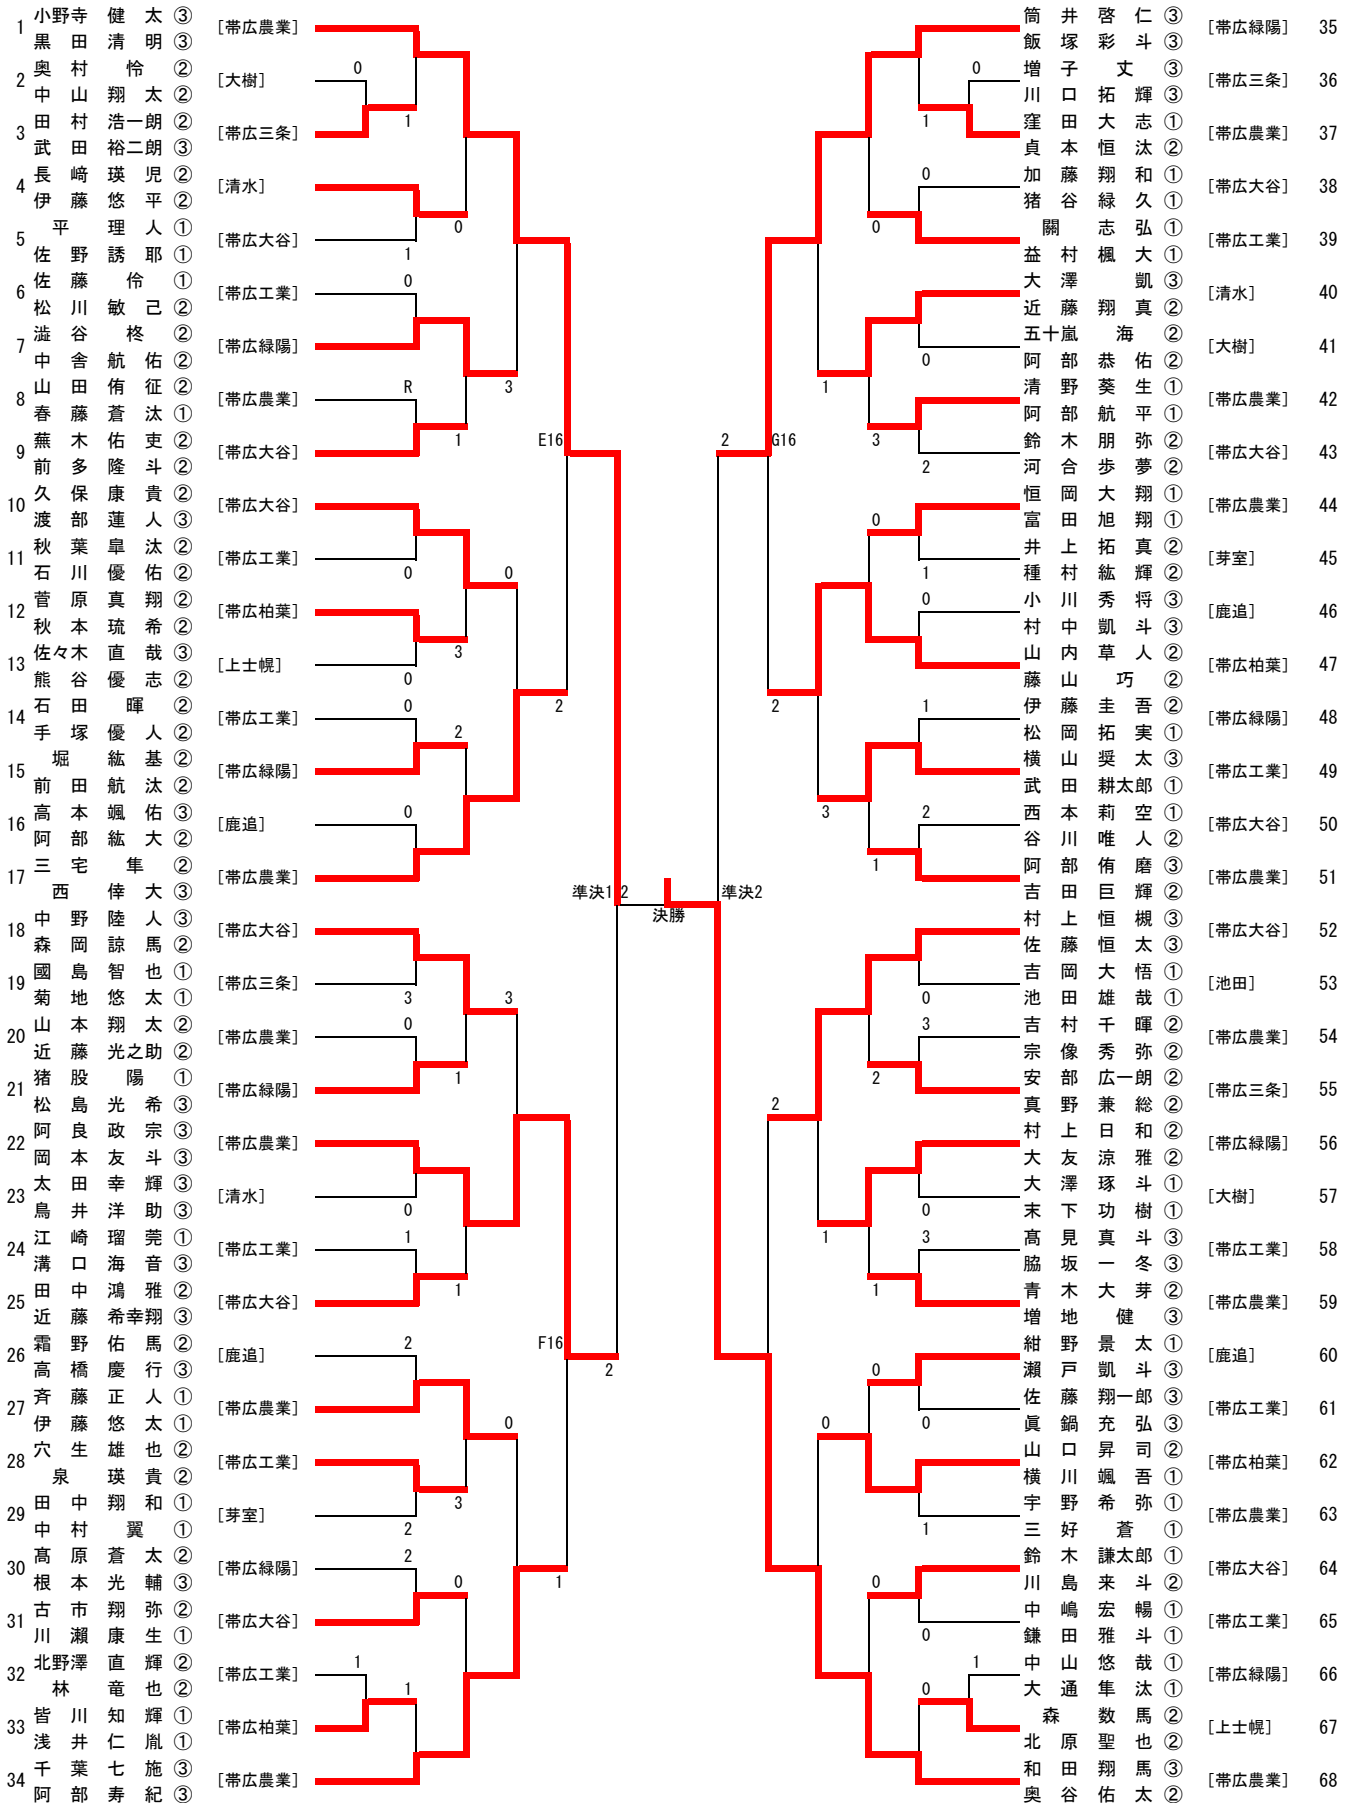 1 小野寺 健 太 ③ [帯広農業]
黒 田 清 明 ③
2 奥 村 怜 ② [大樹] 0
中 山 翔 太 ②
3 田 村 浩一朗 ② [帯広三条] 1
武 田 裕二朗 ③
4 長 﨑 瑛 児 ② [清水]
伊 藤 悠 平 ②
5 平 理 人 ① [帯広大谷] 0
佐 野 誘 耶 ① 1
6 佐 藤 伶 ① [帯広工業] 0
松 川 敏 己 ②
7 澁 谷 柊 ② [帯広緑陽]
中 舎 航 佑 ②
8 山 田 侑 征 ② [帯広農業] R 3
春 藤 蒼 汰 ①
9 蕪 木 佑 吏 ② [帯広大谷] 1 E16
前 多 隆 斗 ②
10 久 保 康 貴 ② [帯広大谷]
渡 部 蓮 人 ③
11 秋 葉 皐 汰 ② [帯広工業]
石 川 優 佑 ② 0 0
12 菅 原 真 翔 ② [帯広柏葉]
秋 本 琉 希 ②
13 佐々木 直 哉 ③ [上士幌] 3
熊 谷 優 志 ② 0
14 石 田 暉 ② [帯広工業] 0 2
手 塚 優 人 ② 2
15 堀 紘 基 ② [帯広緑陽]
前 田 航 汰 ②
16 高 本 颯 佑 ③ [鹿追] 0
阿 部 紘 大 ②
17 三 宅 隼 ② [帯広農業]
西 倖 大 ③ 準決1 2
18 中 野 陸 人 ③ [帯広大谷] 決勝
森 岡 諒 馬 ②
19 國 島 智 也 ① [帯広三条]
菊 地 悠 太 ① 3 3
20 山 本 翔 太 ② [帯広農業] 0
近 藤 光之助 ②
21 猪 股 陽 ① [帯広緑陽] 1
松 島 光 希 ③
22 阿 良 政 宗 ③ [帯広農業]
岡 本 友 斗 ③
23 太 田 幸 輝 ③ [清水]
鳥 井 洋 助 ③ 0
24 江 崎 瑠 莞 ① [帯広工業] 1
溝 口 海 音 ③
25 田 中 鴻 雅 ② [帯広大谷] 1
近 藤 希幸翔 ③
26 霜 野 佑 馬 ② [鹿追] 2 F16
高 橋 慶 行 ③ 2
27 斉 藤 正 人 ① [帯広農業]
伊 藤 悠 太 ① 0
28 穴 生 雄 也 ② [帯広工業]
泉 瑛 貴 ②
29 田 中 翔 和 ① [芽室] 3
中 村 翼 ① 2
30 髙 原 蒼 太 ② [帯広緑陽] 2
根 本 光 輔 ③ 0 1
31 古 市 翔 弥 ② [帯広大谷]
川 瀬 康 生 ①
32 北野澤 直 輝 ② [帯広工業] 1
林 竜 也 ② 1
33 皆 川 知 輝 ① [帯広柏葉]
浅 井 仁 胤 ①
34 千 葉 七 施 ③ [帯広農業]
阿 部 寿 紀 ③
筒 井 啓 仁 ③ [帯広緑陽] 35
飯 塚 彩 斗 ③
0 増 子 丈 ③ [帯広三条] 36
川 口 拓 輝 ③
1 窪 田 大 志 ① [帯広農業] 37
貞 本 恒 汰 ②
0 加 藤 翔 和 ① [帯広大谷] 38
猪 谷 緑 久 ①
0 關 志 弘 ① [帯広工業] 39
益 村 楓 大 ①
大 澤 凱 ③ [清水] 40
近 藤 翔 真 ②
五十嵐 海 ② [大樹] 41
0 阿 部 恭 佑 ②
1 清 野 葵 生 ① [帯広農業] 42
阿 部 航 平 ①
2 G16 3 鈴 木 朋 弥 ② [帯広大谷] 43
2 河 合 歩 夢 ②
恒 岡 大 翔 ① [帯広農業] 44
0 富 田 旭 翔 ①
井 上 拓 真 ② [芽室] 45
1 種 村 紘 輝 ②
0 小 川 秀 将 ③ [鹿追] 46
村 中 凱 斗 ③
山 内 草 人 ② [帯広柏葉] 47
藤 山 巧 ②
2 1 伊 藤 圭 吾 ② [帯広緑陽] 48
松 岡 拓 実 ①
横 山 奨 太 ③ [帯広工業] 49
武 田 耕太郎 ①
3 2 西 本 莉 空 ① [帯広大谷] 50
谷 川 唯 人 ②
1 阿 部 侑 磨 ③ [帯広農業] 51
準決2 吉 田 巨 輝 ②
村 上 恒 槻 ③ [帯広大谷] 52
佐 藤 恒 太 ③
吉 岡 大 悟 ① [池田] 53
0 池 田 雄 哉 ①
3 吉 村 千 暉 ② [帯広農業] 54
宗 像 秀 弥 ②
2 安 部 広一朗 ② [帯広三条] 55
2 真 野 兼 総 ②
村 上 日 和 ② [帯広緑陽] 56
大 友 涼 雅 ②
大 澤 琢 斗 ① [大樹] 57
0 末 下 功 樹 ①
1 3 髙 見 真 斗 ③ [帯広工業] 58
脇 坂 一 冬 ③
1 青 木 大 芽 ② [帯広農業] 59
増 地 健 ③
紺 野 景 太 ① [鹿追] 60
0 瀬 戸 凱 斗 ③
佐 藤 翔一郎 ③ [帯広工業] 61
0 0 眞 鍋 充 弘 ③
山 口 昇 司 ② [帯広柏葉] 62
横 川 颯 吾 ①
宇 野 希 弥 ① [帯広農業] 63
1 三 好 蒼 ①
鈴 木 謙太郎 ① [帯広大谷] 64
0 川 島 来 斗 ②
中 嶋 宏 暢 ① [帯広工業] 65
0 鎌 田 雅 斗 ①
1 中 山 悠 哉 ① [帯広緑陽] 66
0 大 通 隼 汰 ①
森 数 馬 ② [上士幌] 67
北 原 聖 也 ②
和 田 翔 馬 ③ [帯広農業] 68
奥 谷 佑 太 ②